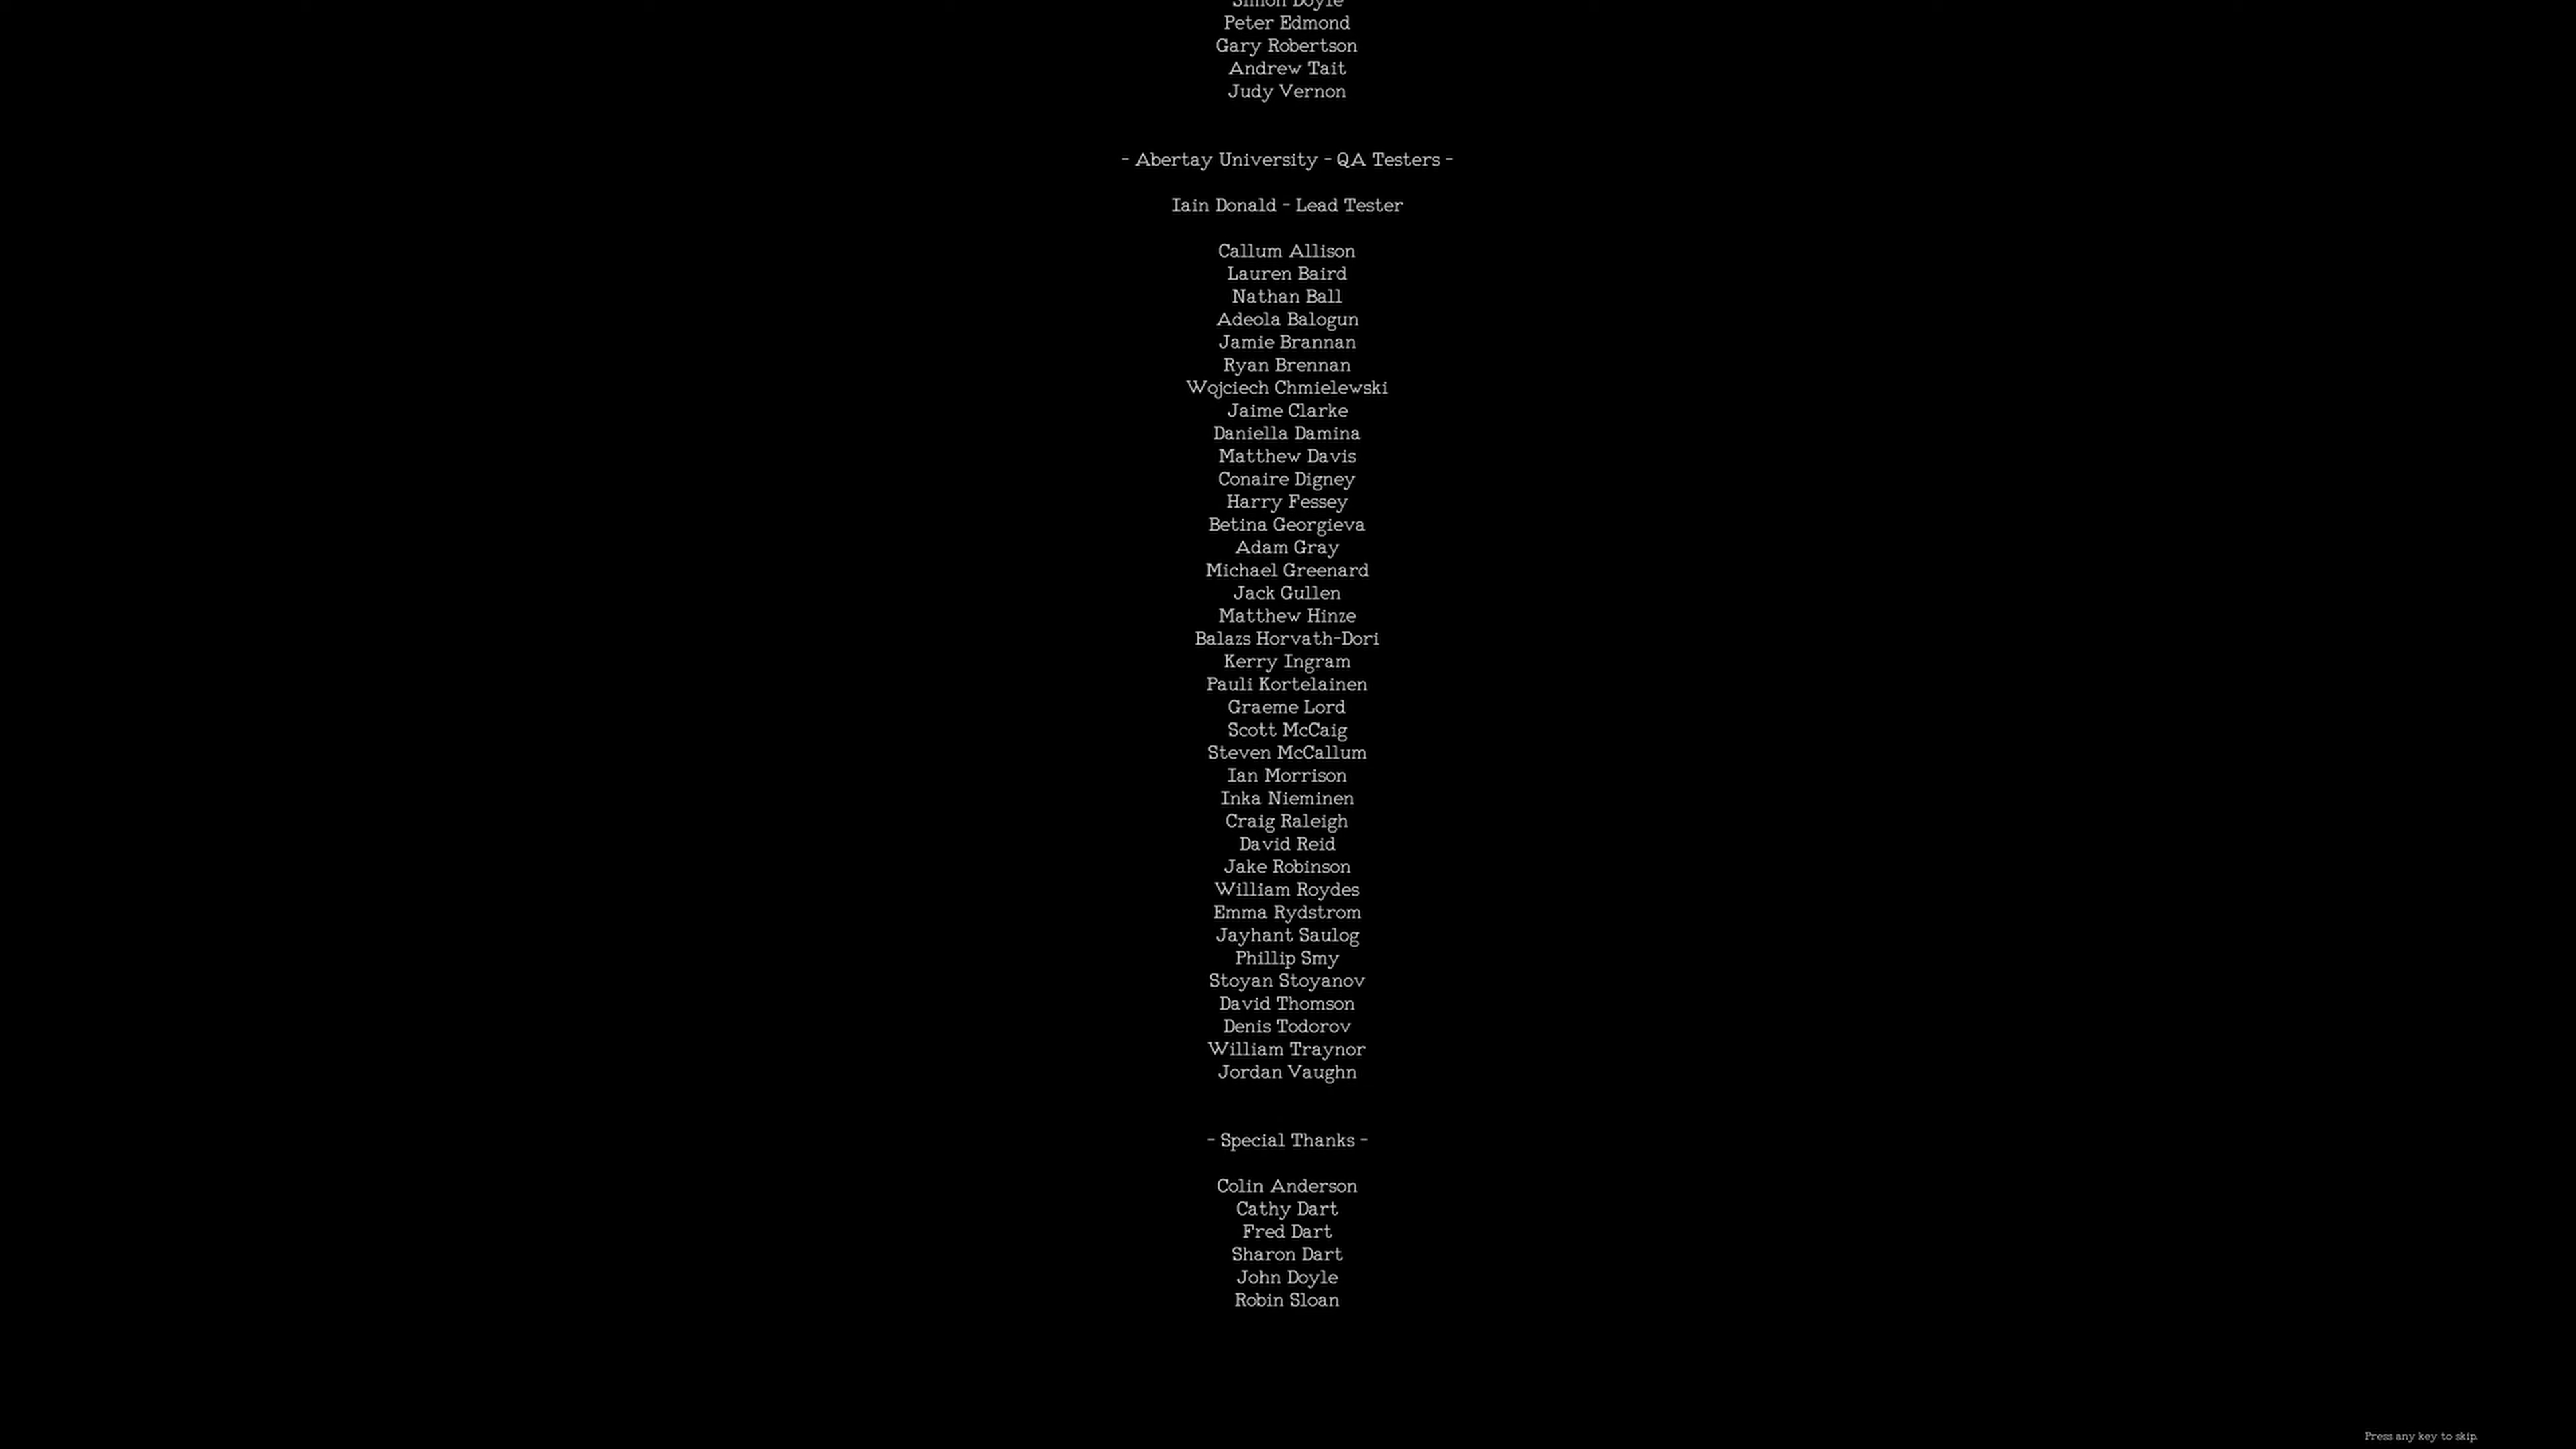 Simon Doyle
Peter Edmond
Gary Robertson
Andrew Tait
Judy Vernon
- Abertay University - QA Testers -
Iain Donald - Lead Tester
Callum Allison
Lauren Baird
Nathan Ball
Adeola Balogun
Jamie Brannan
Ryan Brennan
Wojciech Chmielewski
Jaime Clarke
Daniella Damina
Matthew Davis
Conaire Digney
Harry Fessey
Betina Georgieva
Adam Gray
Michael Greenard
Jack Gullen
Matthew Hinze
Balazs Horvath-Dori
Kerry Ingram
Pauli Kortelainen
Graeme Lord
Scott McCaig
Steven McCallum
Ian Morrison
Inka Nieminen
Craig Raleigh
David Reid
Jake Robinson
William Roydes
Emma Rydstrom
Jayhant Saulog
Phillip Smy
Stoyan Stoyanov
David Thomson
Denis Todorov
William Traynor
Jordan Vaughn
- Special Thanks -
Colin Anderson
Cathy Dart
Fred Dart
Sharon Dart
John Doyle
Robin Sloan
Press any key to skip.